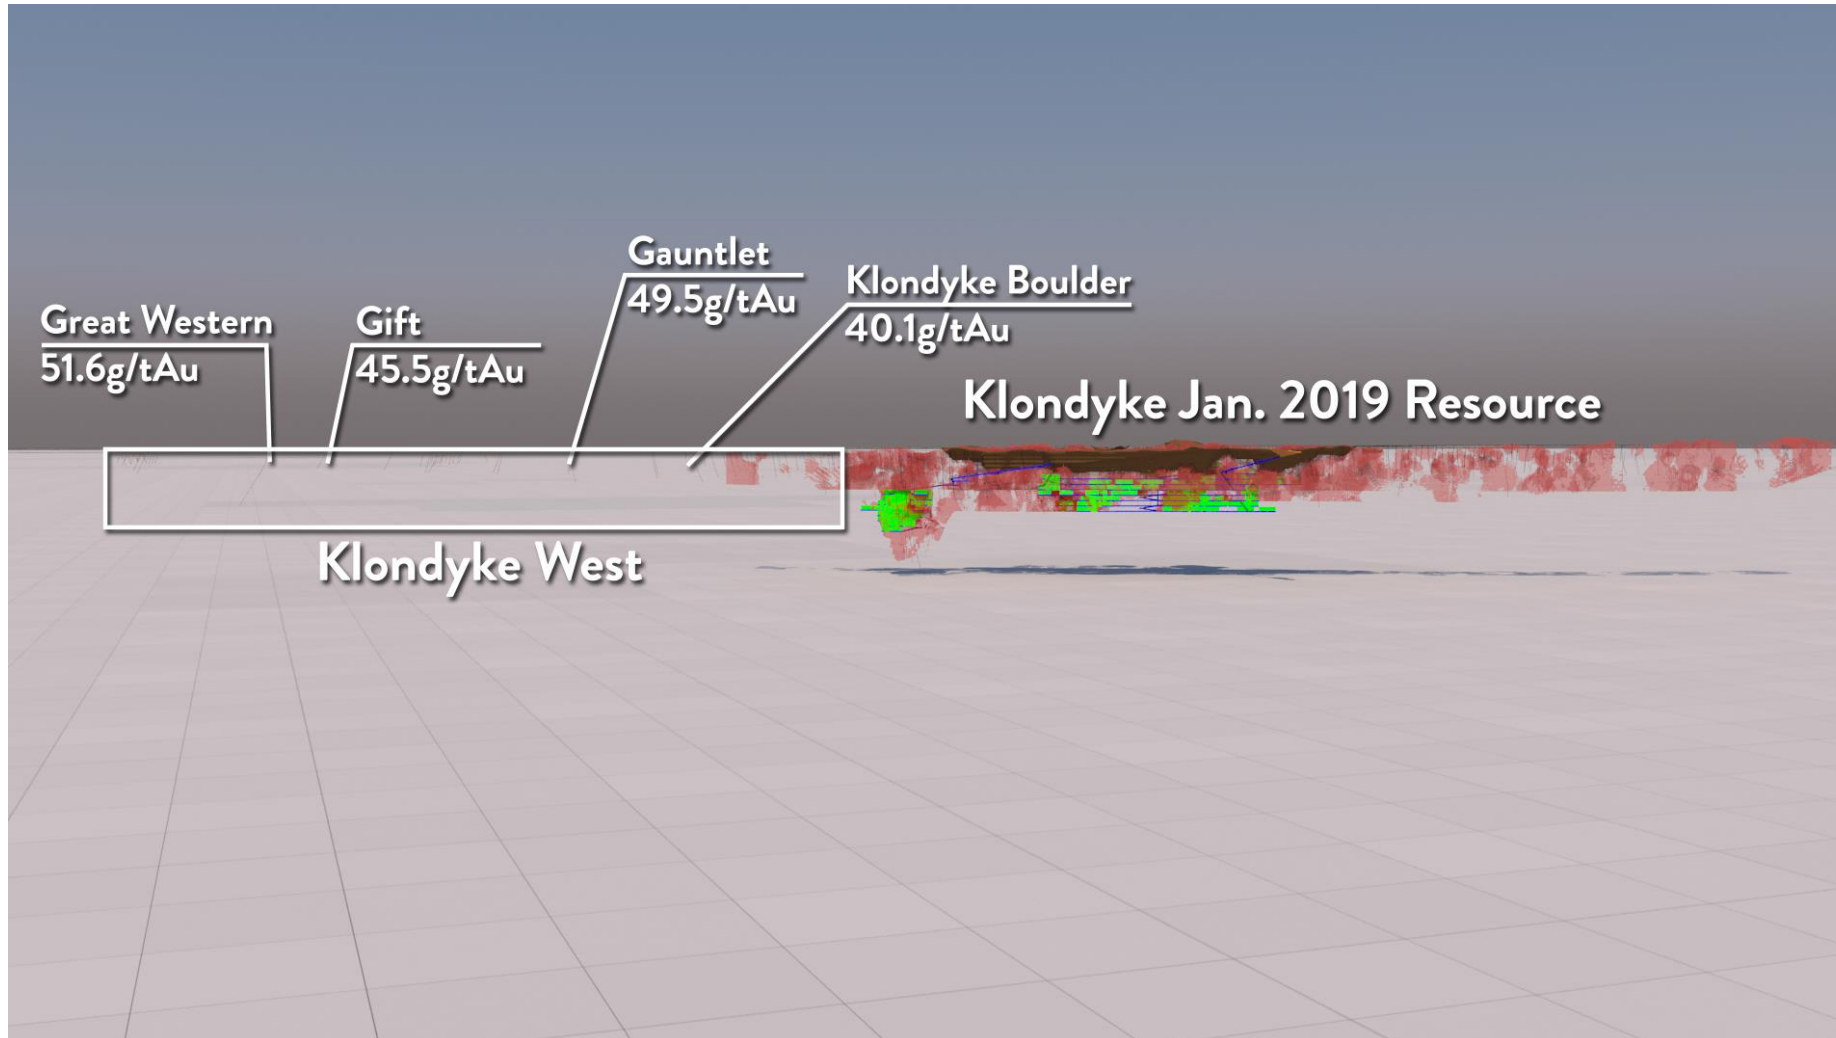 Gauntlet
49.5g/tAu
Klondyke Boulder
40.1g/tAu
Great Western
51.6g/tAu
Gift
45.5g/tAu
Klondyke Jan. 2019 Resource
Klondyke West